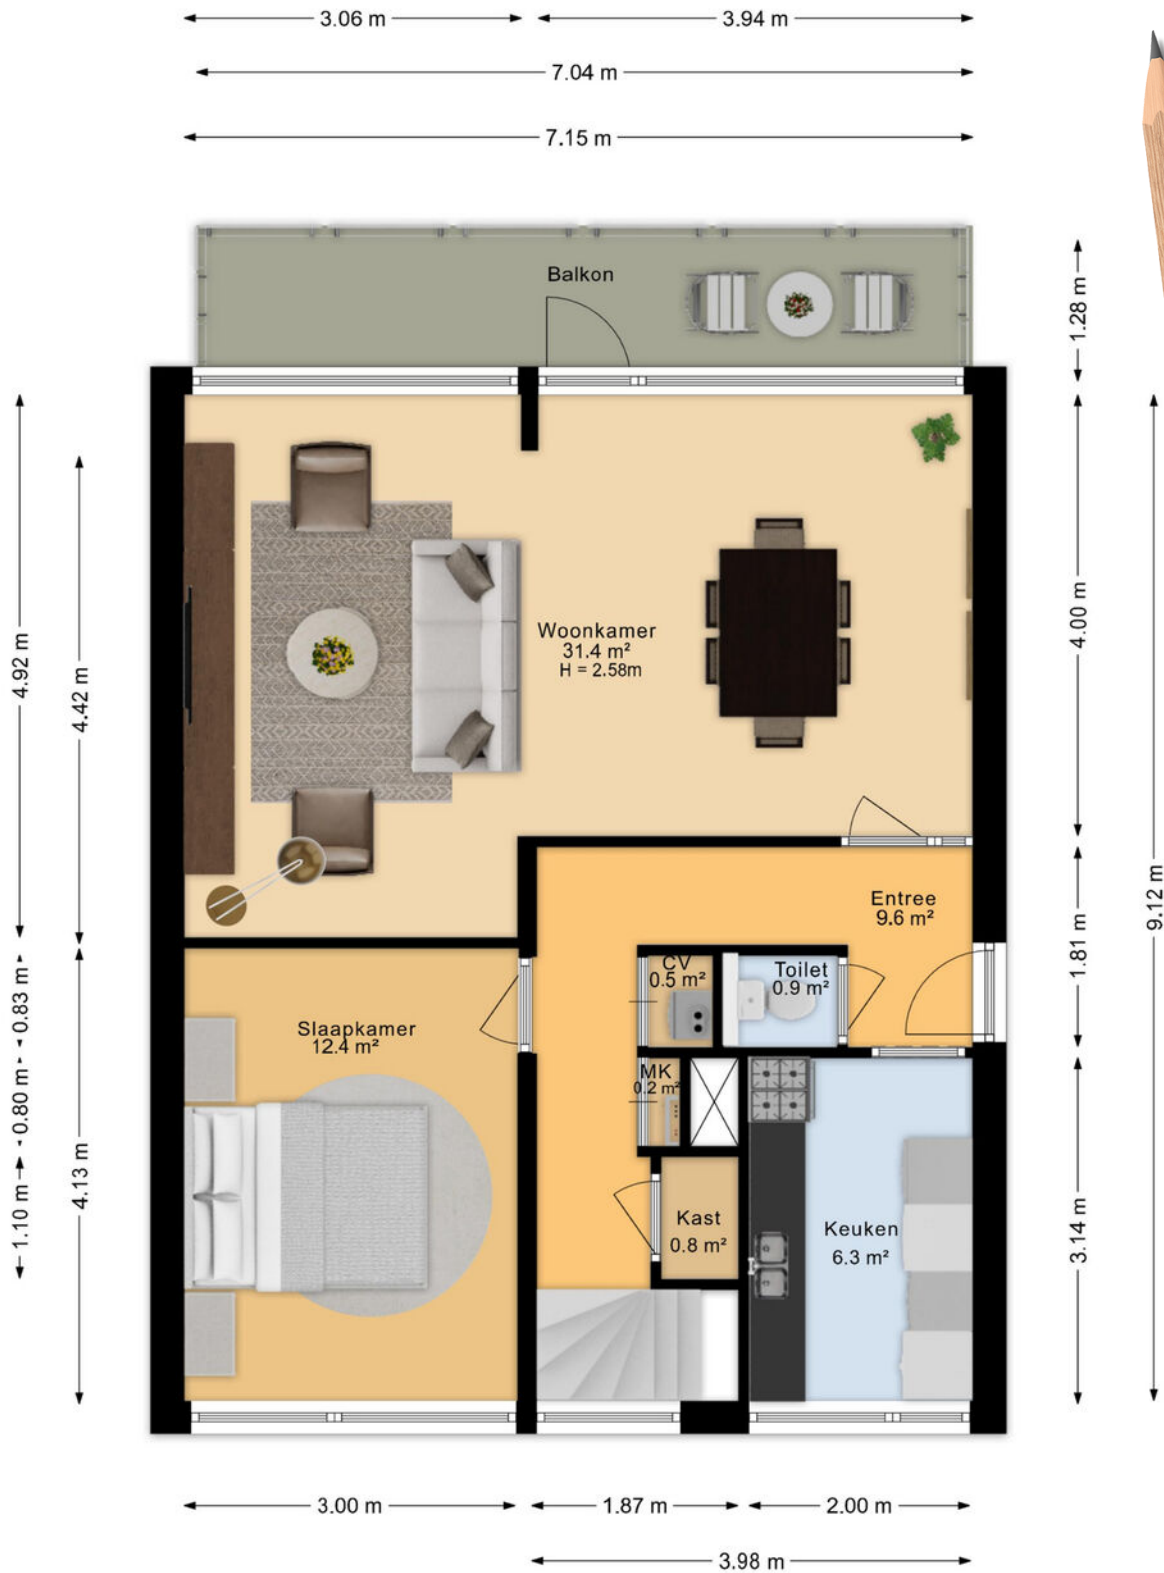 3.06 m
3.94 m
7.04 m
7.15 m
Balkon
1.28 m
4.92 m
4.42 m
Woonkamer
31.4 m²
H = 2.58m
4.00 m
9.12 m
Entree
9.6 m²
1.81 m
CV
0.5 m²
Toilet
0.9 m²
0.83 m
Slaapkamer
12.4 m²
MK
0.2 m²
0.80 m
4.13 m
1.10 m
Kast
0.8 m²
Keuken
6.3 m²
3.14 m
3.00 m
1.87 m
2.00 m
3.98 m